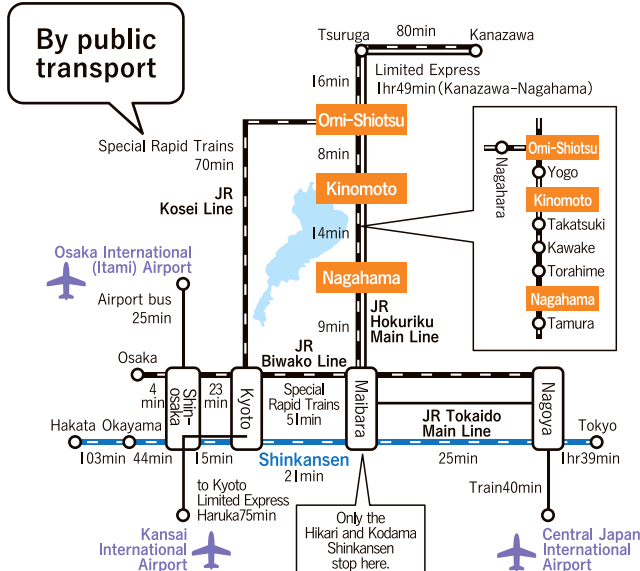 By public
transport
Tsuruga
80min
Kanazawa
16min
Limited Express
1hr49min(Kanazawa–Nagahama)
Omi-Shiotsu
Special Rapid Trains
70min
8min
JR
Kosei Line
Kinomoto
14min
Nagahama
9min
JR
Hokuriku
Main Line
JR
Biwako Line
Omi-Shiotsu
Nagahara
Yogo
Kinomoto
Takatsuki
Kawake
Torahime
Nagahama
Tamura
Osaka International
(Itami) Airport
Airport bus
25min
Osaka
4
min
Shin-
osaka
23
min
Kyoto
Special
Rapid Trains
51min
Maibara
JR Tokaido
Main Line
Nagoya
Hakata
Okayama
Tokyo
103min
44min
15min
Shinkansen
21min
25min
1hr39min
to Kyoto
Limited Express
Haruka75min
Kansai
International
Airport
Only the
Hikari and Kodama
Shinkansen
stop here.
Train40min
Central Japan
International
Airport